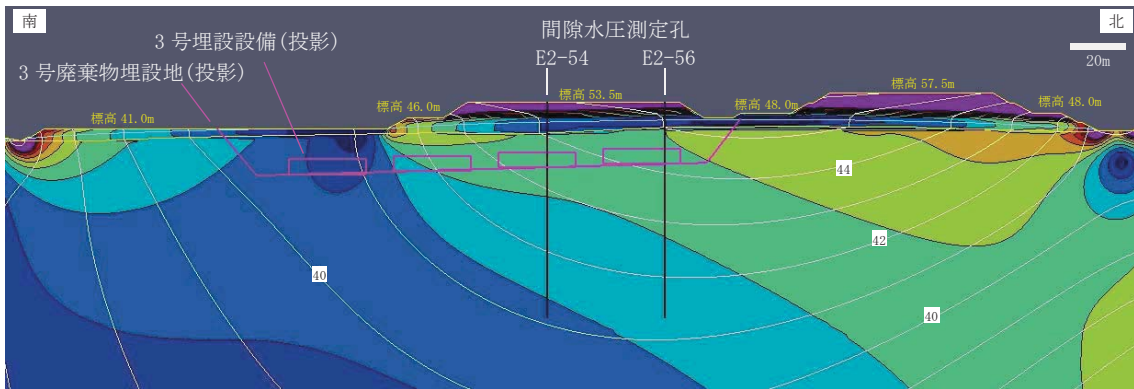 南
北
3号埋設設備(投影)
3号廃棄物埋設地(投影)
間隙水圧測定孔
E2-54
E2-56
20m
標高 41.0m
標高 46.0m
標高 53.5m
標高 48.0m
標高 57.5m
標高 48.0m
44
42
40
40